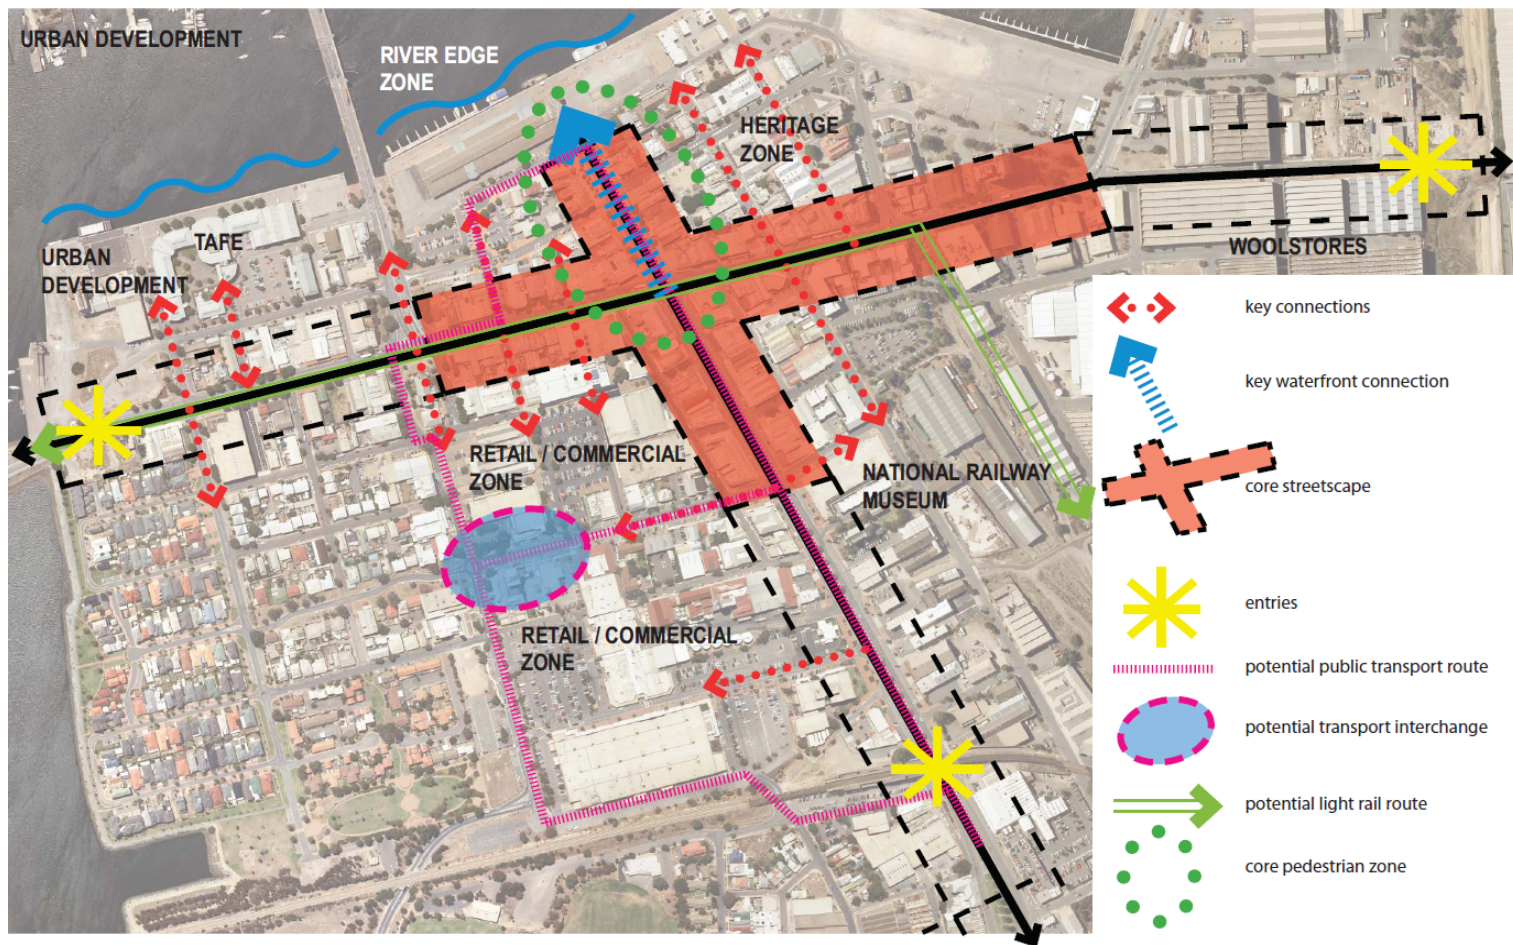 URBAN DEVELOPMENT
RIVER EDGE
ZONE
HERITAGE
ZONE
TAFE
URBAN
DEVELOPMENT
WOOLSTORES
RETAIL / COMMERCIAL
ZONE
NATIONAL RAILWAY
MUSEUM
RETAIL / COMMERCIAL
ZONE
key connections
key waterfront connection
core streetscape
entries
potential public transport route
potential transport interchange
potential light rail route
core pedestrian zone